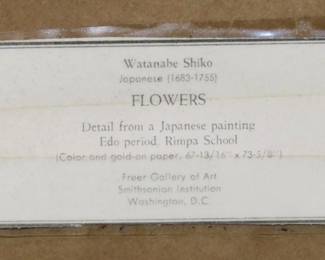 Watanabe Shiko
Japanese (1683-1755)
FLOWERS
Detail from a Japanese painting
Edo period, Rimpa School
(Color and gold on paper, 67-13/16" x 73-5/8")
Freer Gallery of Art
Smithsonian Institution
Washington, D.C.